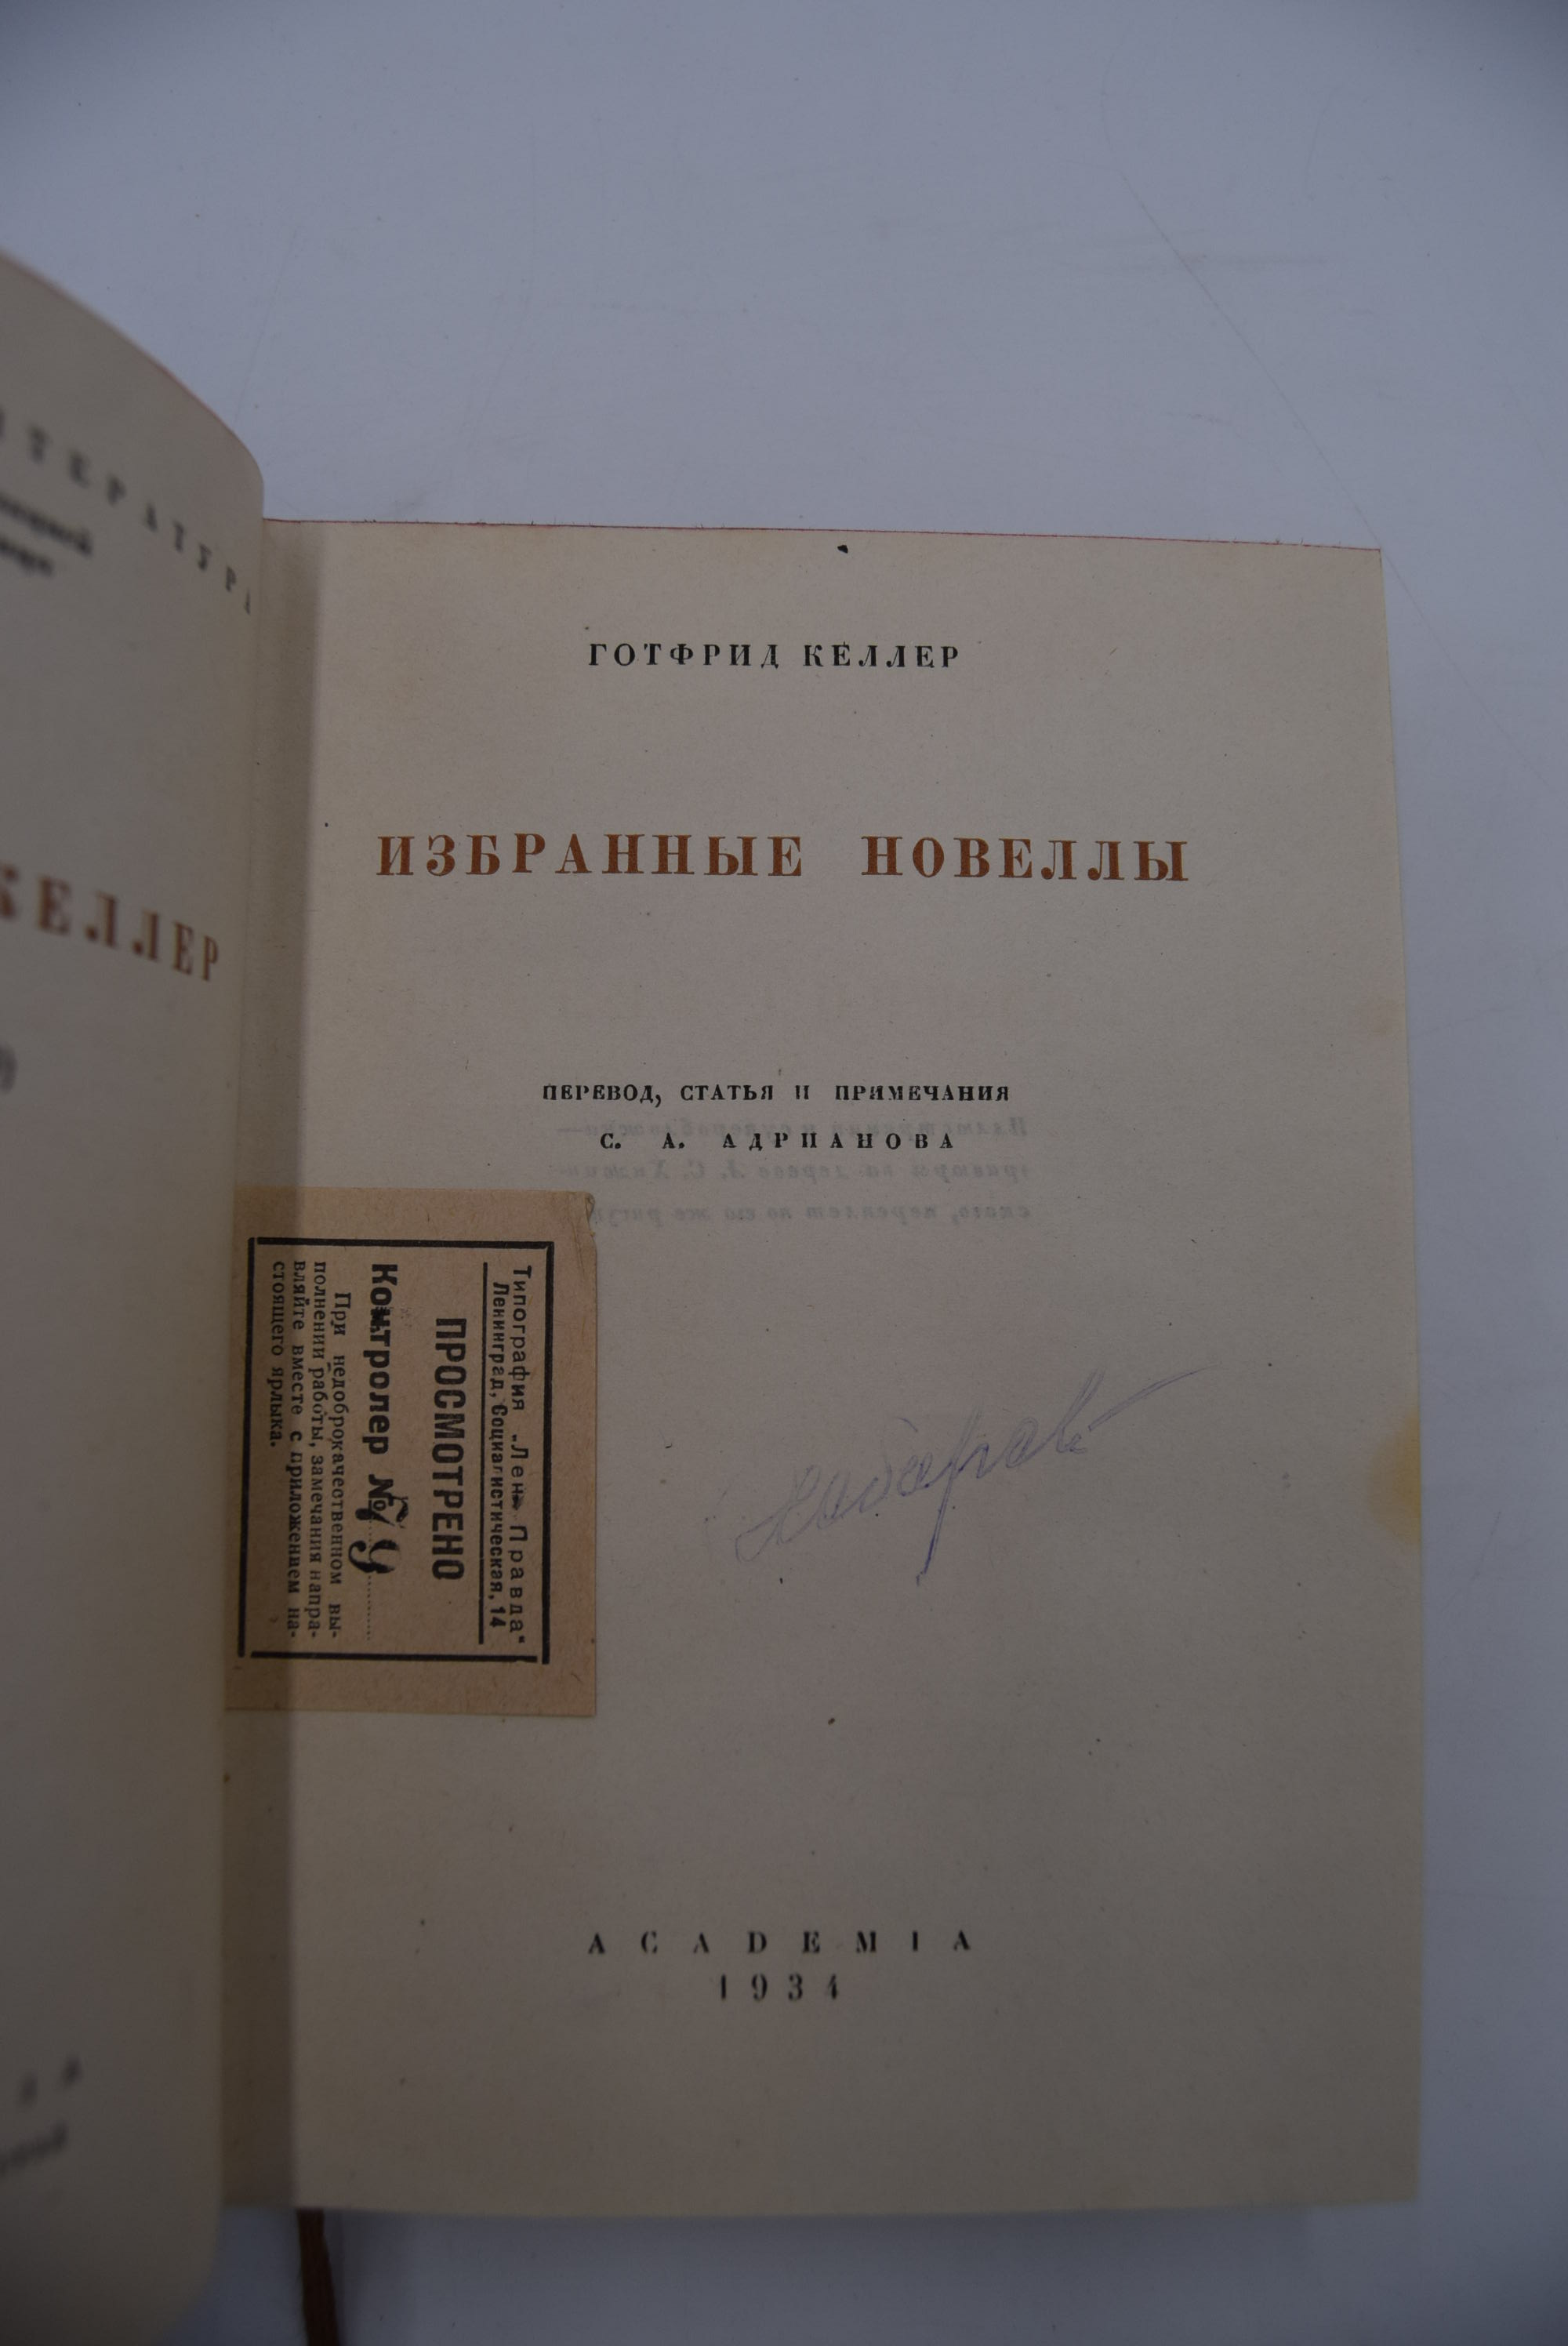 КЕЛЛЕР
ГОТФРИД КЕЛЛЕР
ИЗБРАННЫЕ НОВЕЛЛЫ
ПЕРЕВОД, СТАТЬЯ И ПРИМЕЧАНИЯ
С. А. АДРИАНОВА
Типография „Лен. Правда“
Ленинград, Социалистическая, 14
ПРОСМОТРЕНО
Контролер №
При недоброкачественном вы-
полнении работы, замечания напра-
вляйте вместе с приложением на-
стоящего ярлыка.
ACADEMIA
1934